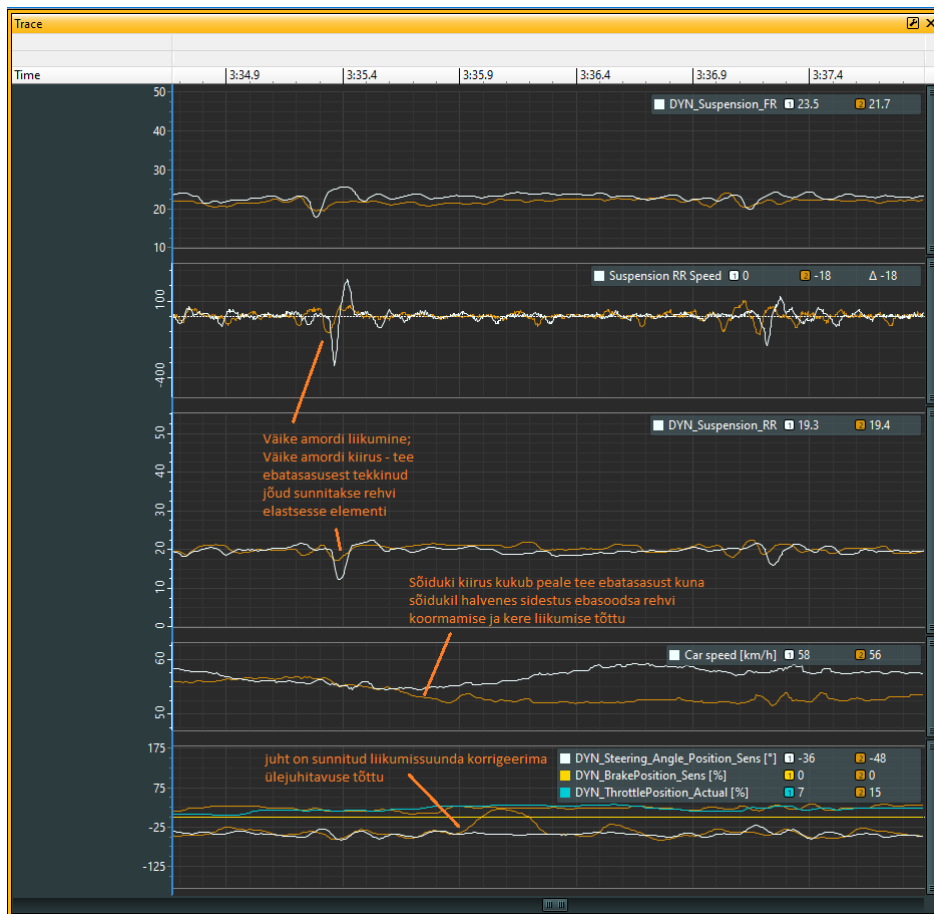 Trace
Time
3:34.9 3:35.4 3:35.9 3:36.4 3:36.9 3:37.4
50
40
30
20
10
DYN_Suspension_FR 1 23.5 2 21.7
100
-400
Suspension RR Speed 1 0 2 -18 Δ -18
Väike amordi liikumine;
Väike amordi kiirus - tee
ebatasasusest tekkinud
jõud sunnitakse rehvi
elastsesse elementi
50
40
30
20
10
0
DYN_Suspension_RR 1 19.3 2 19.4
Sõiduki kiirus kukub peale tee ebatasasust kuna
sõidukil halvenes sidestus ebasoodsa rehvi
koormamise ja kere liikumise tõttu
60
50
Car speed [km/h] 1 58 2 56
175
75
-25
-125
juht on sunnitud liikumissuunda korrigeerima
ülejuhitavuse tõttu
DYN_Steering_Angle_Position_Sens [°] 1 -36 2 -48
DYN_BrakePosition_Sens [%] 1 0 2 0
DYN_ThrottlePosition_Actual [%] 1 7 2 15